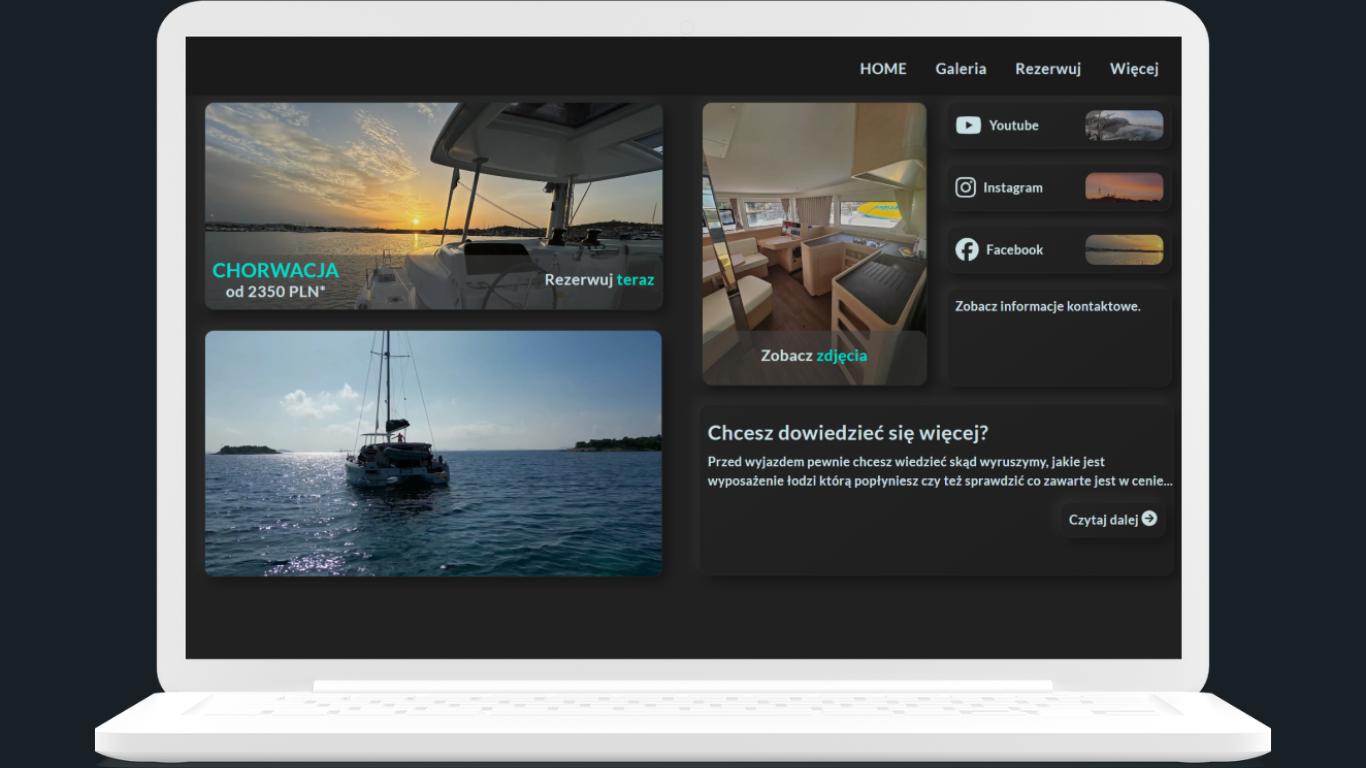 HOME
Galeria
Rezerwuj
Więcej
CHORWACJA
od 2350 PLN*
Rezerwuj teraz
Zobacz zdjęcia
Youtube
Instagram
Facebook
Zobacz informacje kontaktowe.
Chcesz dowiedzieć się więcej?
Przed wyjazdem pewnie chcesz wiedzieć skąd wyruszymy, jakie jest
wyposażenie łodzi którą popłyniesz czy też sprawdzić co zawarte jest w cenie...
Czytaj dalej